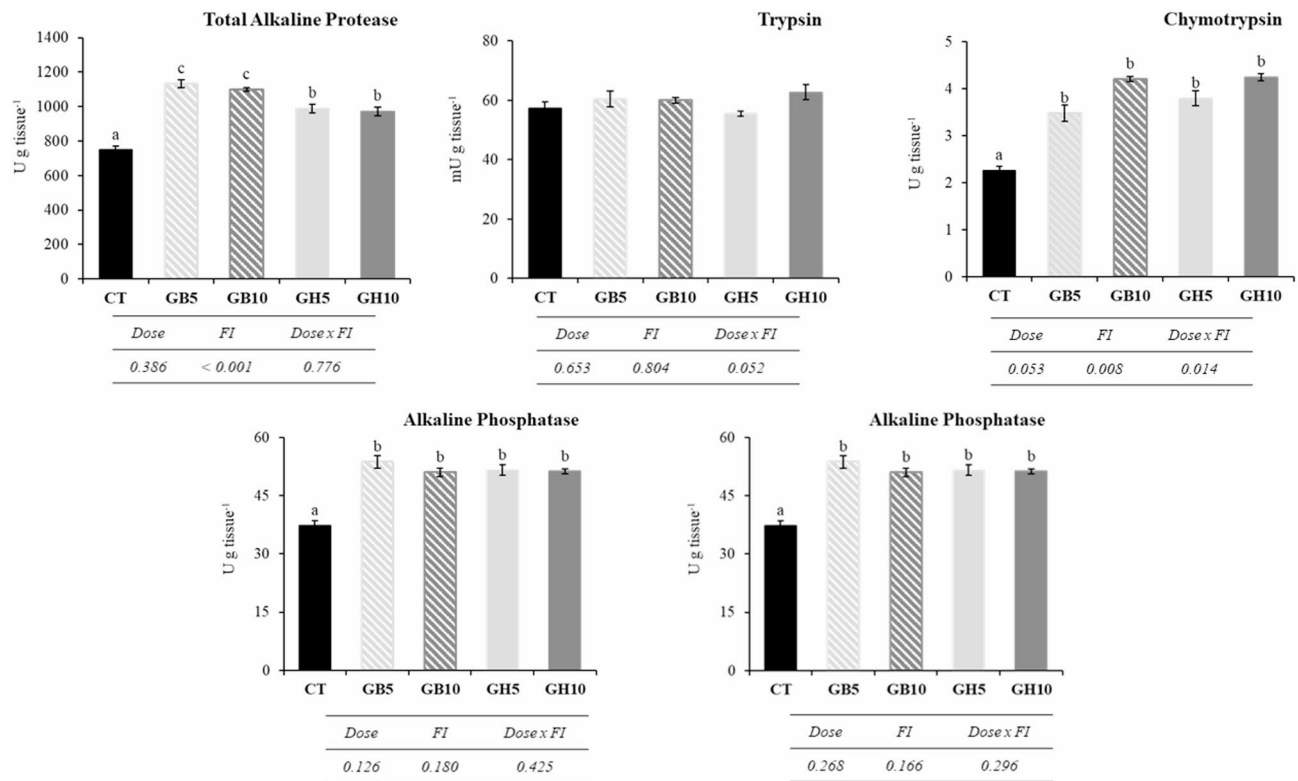 Total Alkaline Protease
Trypsin
Chymotrypsin
1400
1200
1000
800
600
400
200
0
U g tissue⁻¹
a
c
c
b
b
CT GB5 GB10 GH5 GH10
Dose FI Dose x FI
0.386 < 0.001 0.776
80
60
40
20
0
mU g tissue⁻¹
CT GB5 GB10 GH5 GH10
Dose FI Dose x FI
0.653 0.804 0.052
5
4
3
2
1
0
U g tissue⁻¹
a
b
b
b
b
CT GB5 GB10 GH5 GH10
Dose FI Dose x FI
0.053 0.008 0.014
Alkaline Phosphatase
60
45
30
15
0
U g tissue⁻¹
a
b
b
b
b
CT GB5 GB10 GH5 GH10
Dose FI Dose x FI
0.126 0.180 0.425
Alkaline Phosphatase
60
45
30
15
0
U g tissue⁻¹
a
b
b
b
b
CT GB5 GB10 GH5 GH10
Dose FI Dose x FI
0.268 0.166 0.296